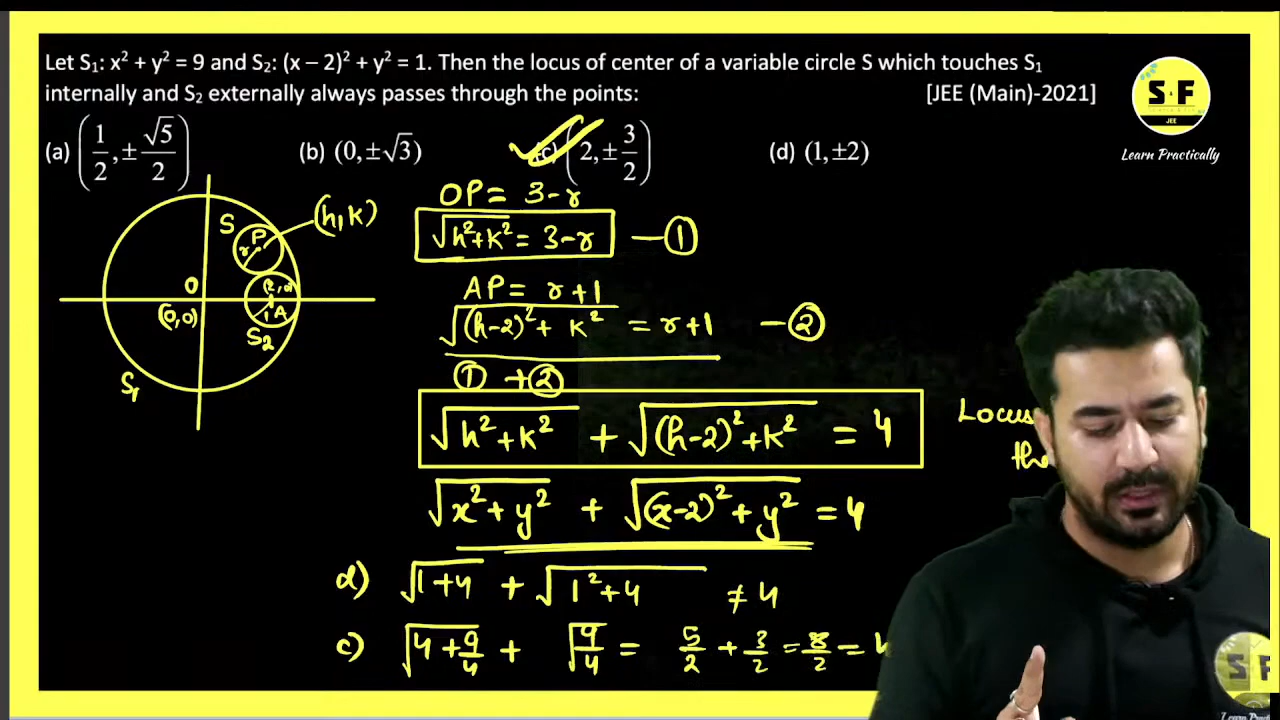 Let S₁: x² + y² = 9 and S₂: (x − 2)² + y² = 1. Then the locus of center of a variable circle S which touches S₁
internally and S₂ externally always passes through the points: [JEE (Main)-2021]
(a) (1/2, ±√5/2) (b) (0, ±√3) (c) (2, ±3/2) (d) (1, ±2)
S&F
JEE
Learn Practically
OP = 3-r
S P r (h, k)
√(h²+k²) = 3-r —①
O (2,0)
(0,0) 1 A
AP = r+1
√((h-2)²+k²) = r+1 —②
S₂
S₁
① + ②
√(h²+k²) + √((h-2)²+k²) = 4
Locus
the
√(x²+y²) + √((x-2)²+y²) = 4
d) √(1+4) + √(1²+4) ≠ 4
c) √(4+9/4) + √(9/4) = 5/2 + 3/2 = 8/2 = 4
S F